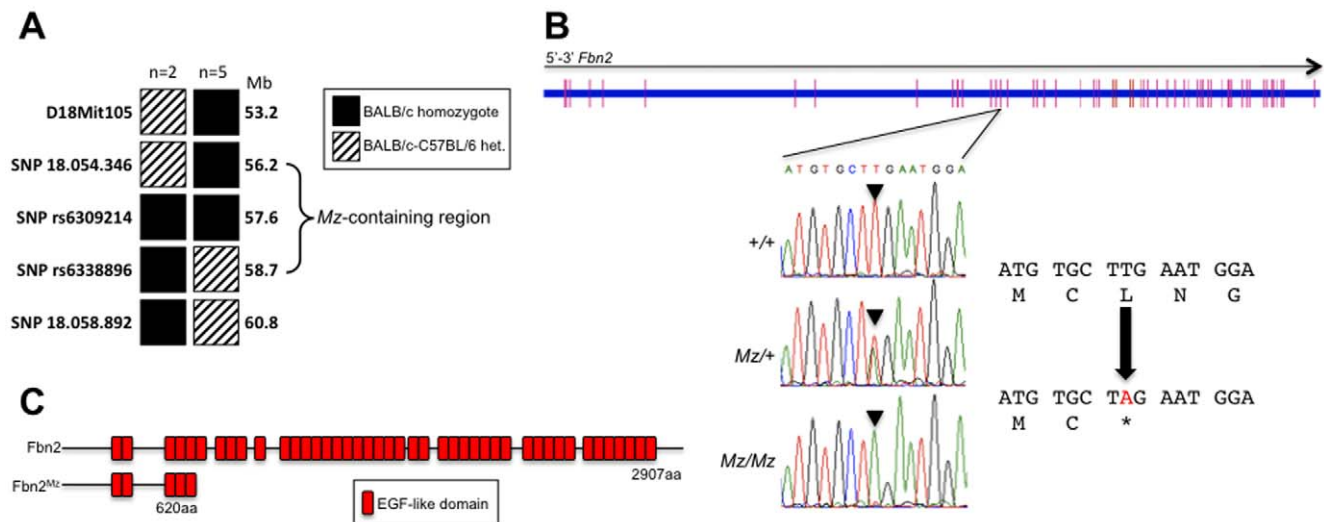 A
n=2 n=5 Mb
D18Mit105 53.2
SNP 18.054.346 56.2
SNP rs6309214 57.6
SNP rs6338896 58.7
SNP 18.058.892 60.8
BALB/c homozygote
BALB/c-C57BL/6 het.
Mz-containing region
B
5'-3' Fbn2
A T G T G C T T G A A T G G A
+/+
Mz/+
Mz/Mz
ATG TGC TTG AAT GGA
M C L N G
ATG TGC TAG AAT GGA
M C *
C
Fbn2
2907aa
Fbn2Mz
620aa
EGF-like domain